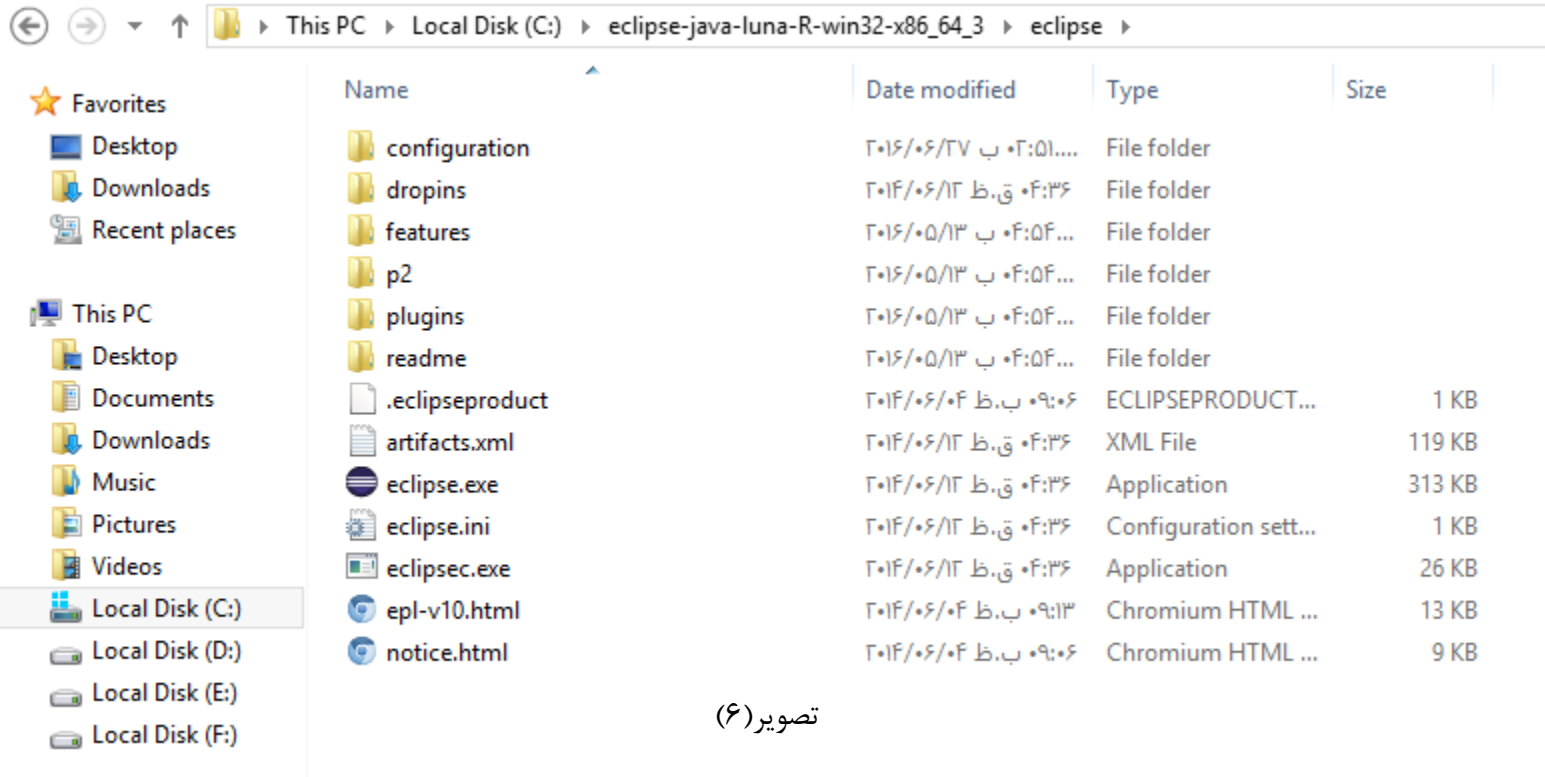 This PC Local Disk (C:) eclipse-java-luna-R-win32-x86_64_3 eclipse
Favorites
Desktop
Downloads
Recent places
This PC
Desktop
Documents
Downloads
Music
Pictures
Videos
Local Disk (C:)
Local Disk (D:)
Local Disk (E:)
Local Disk (F:)
Name Date modified Type Size
configuration ۲۰۱۶/۰۶/۲۷ ب ۰۲:۵۱.... File folder
dropins ۲۰۱۴/۰۶/۱۲ ق.ظ ۰۴:۳۶ File folder
features ۲۰۱۶/۰۵/۱۳ ب ۰۴:۵۴... File folder
p2 ۲۰۱۶/۰۵/۱۳ ب ۰۴:۵۴... File folder
plugins ۲۰۱۶/۰۵/۱۳ ب ۰۴:۵۴... File folder
readme ۲۰۱۶/۰۵/۱۳ ب ۰۴:۵۴... File folder
.eclipseproduct ۲۰۱۴/۰۶/۰۴ ب.ظ ۰۹:۰۶ ECLIPSEPRODUCT... 1 KB
artifacts.xml ۲۰۱۴/۰۶/۱۲ ق.ظ ۰۴:۳۶ XML File 119 KB
eclipse.exe ۲۰۱۴/۰۶/۱۲ ق.ظ ۰۴:۳۶ Application 313 KB
eclipse.ini ۲۰۱۴/۰۶/۱۲ ق.ظ ۰۴:۳۶ Configuration sett... 1 KB
eclipsec.exe ۲۰۱۴/۰۶/۱۲ ق.ظ ۰۴:۳۶ Application 26 KB
epl-v10.html ۲۰۱۴/۰۶/۰۴ ب.ظ ۰۹:۱۳ Chromium HTML ... 13 KB
notice.html ۲۰۱۴/۰۶/۰۴ ب.ظ ۰۹:۰۶ Chromium HTML ... 9 KB
تصویر(۶)